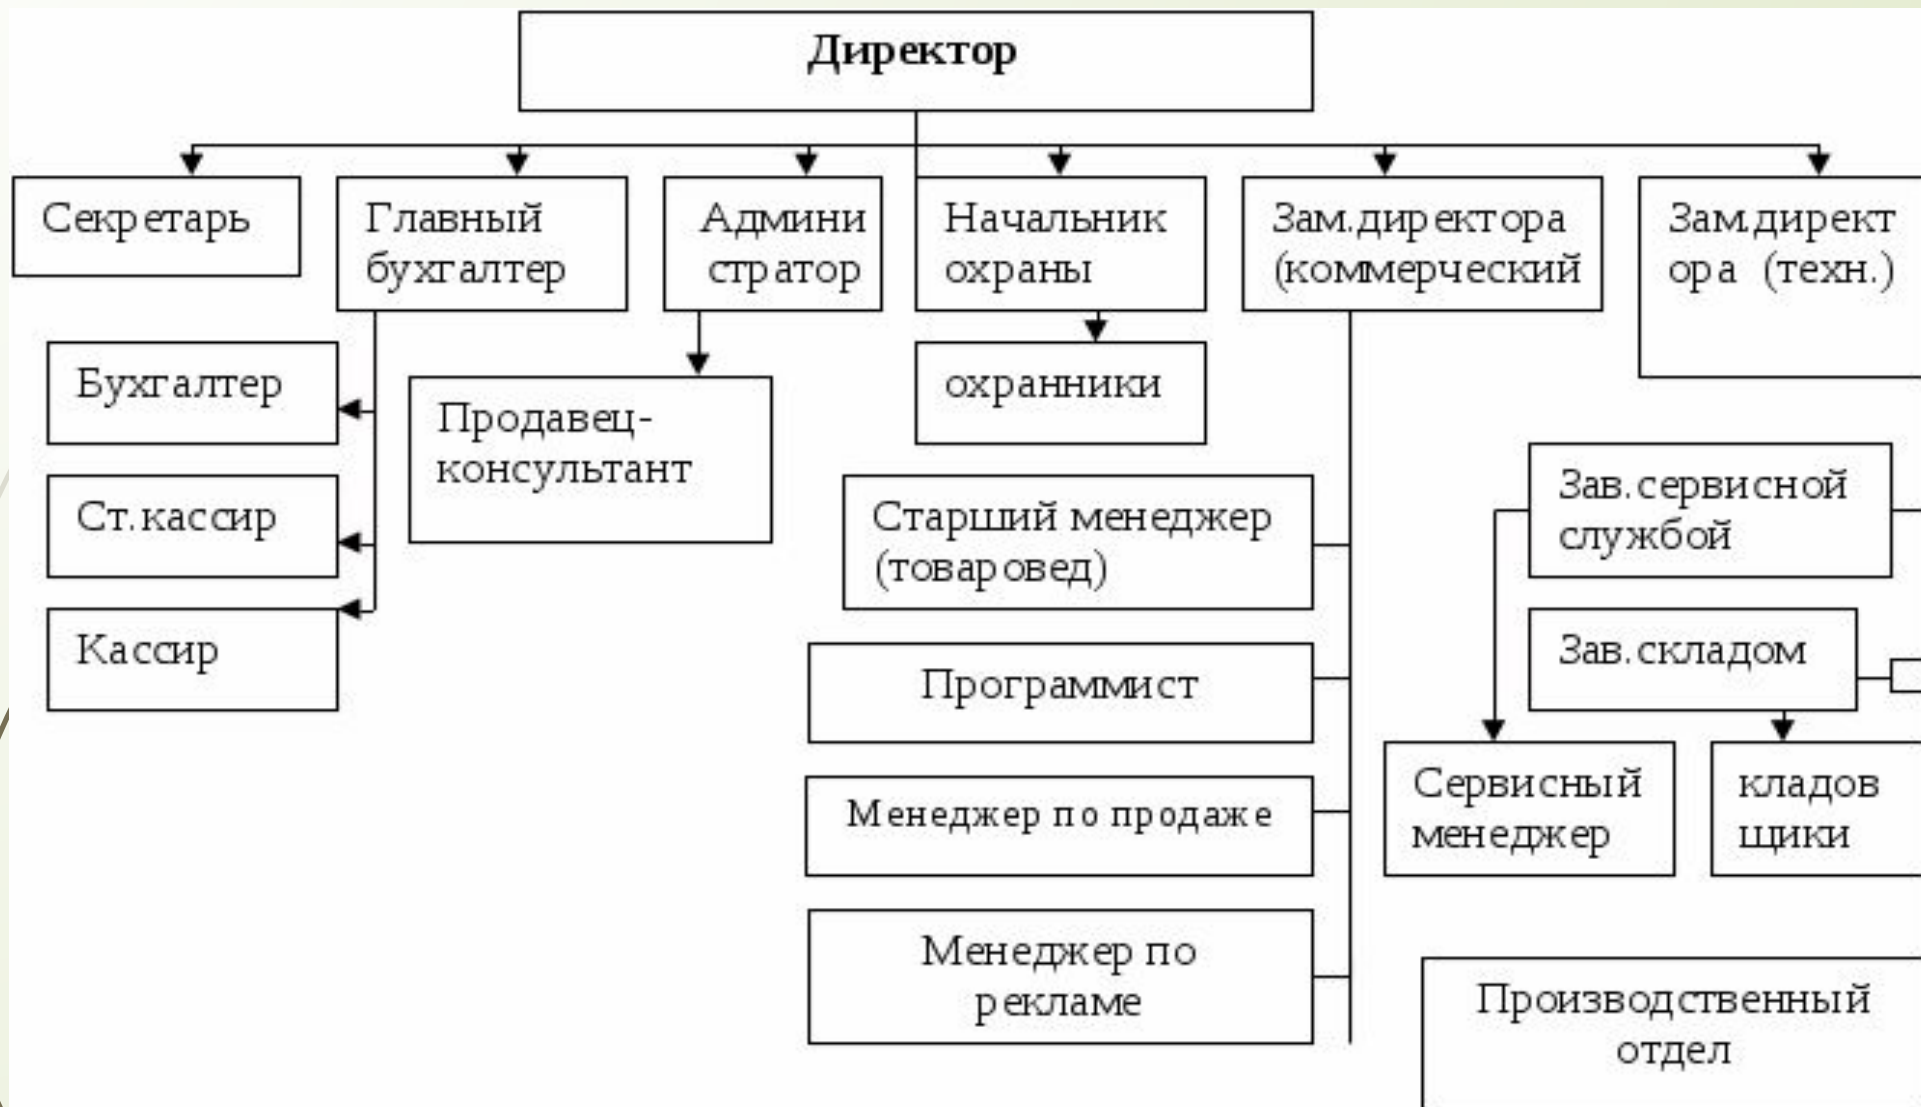 Директор
Секретарь
Главный
бухгалтер
Админи
стратор
Начальник
охраны
Зам.директора
(коммерческий
Зам.директ
ора (техн.)
Бухгалтер
Ст.кассир
Кассир
Продавец-
консультант
охранники
Старший менеджер
(товаровед)
Программист
Менеджер по продаже
Менеджер по
рекламе
Зав.сервисной
службой
Зав.складом
Сервисный
менеджер
кладов
щики
Производственный
отдел